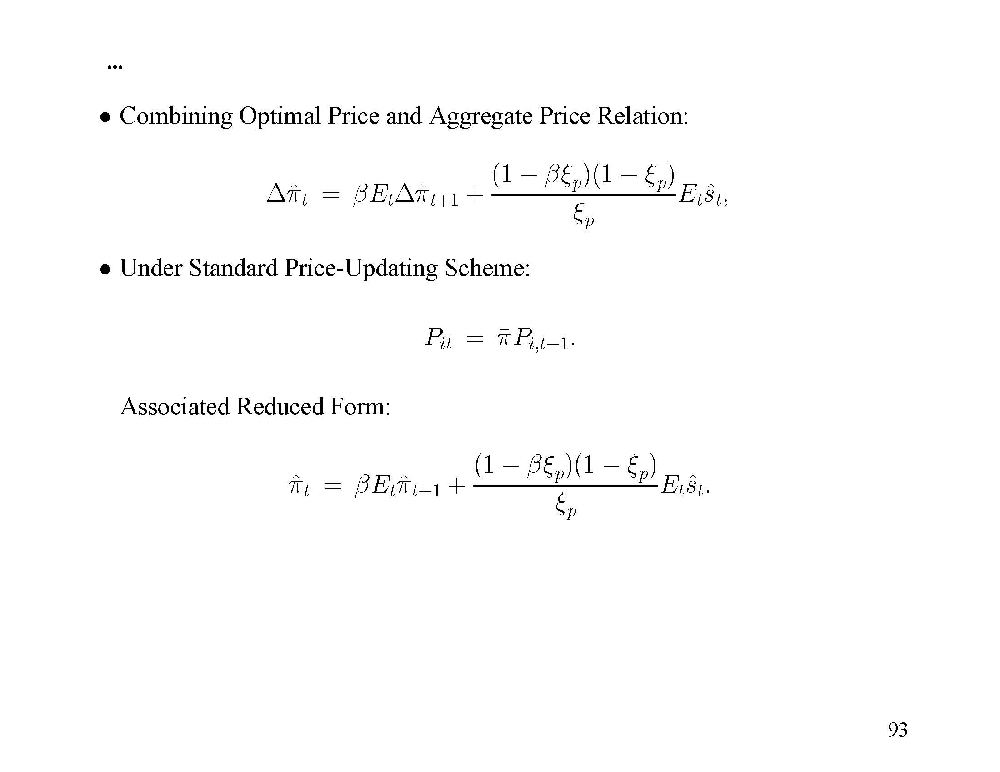 ...
• Combining Optimal Price and Aggregate Price Relation:
$\Delta\hat{\pi}_t = \beta E_t \Delta\hat{\pi}_{t+1} + \frac{(1 - \beta\xi_p)(1 - \xi_p)}{\xi_p} E_t \hat{s}_t,$
• Under Standard Price-Updating Scheme:
$P_{it} = \bar{\pi} P_{i,t-1}.$
Associated Reduced Form:
$\hat{\pi}_t = \beta E_t \hat{\pi}_{t+1} + \frac{(1 - \beta\xi_p)(1 - \xi_p)}{\xi_p} E_t \hat{s}_t.$
93